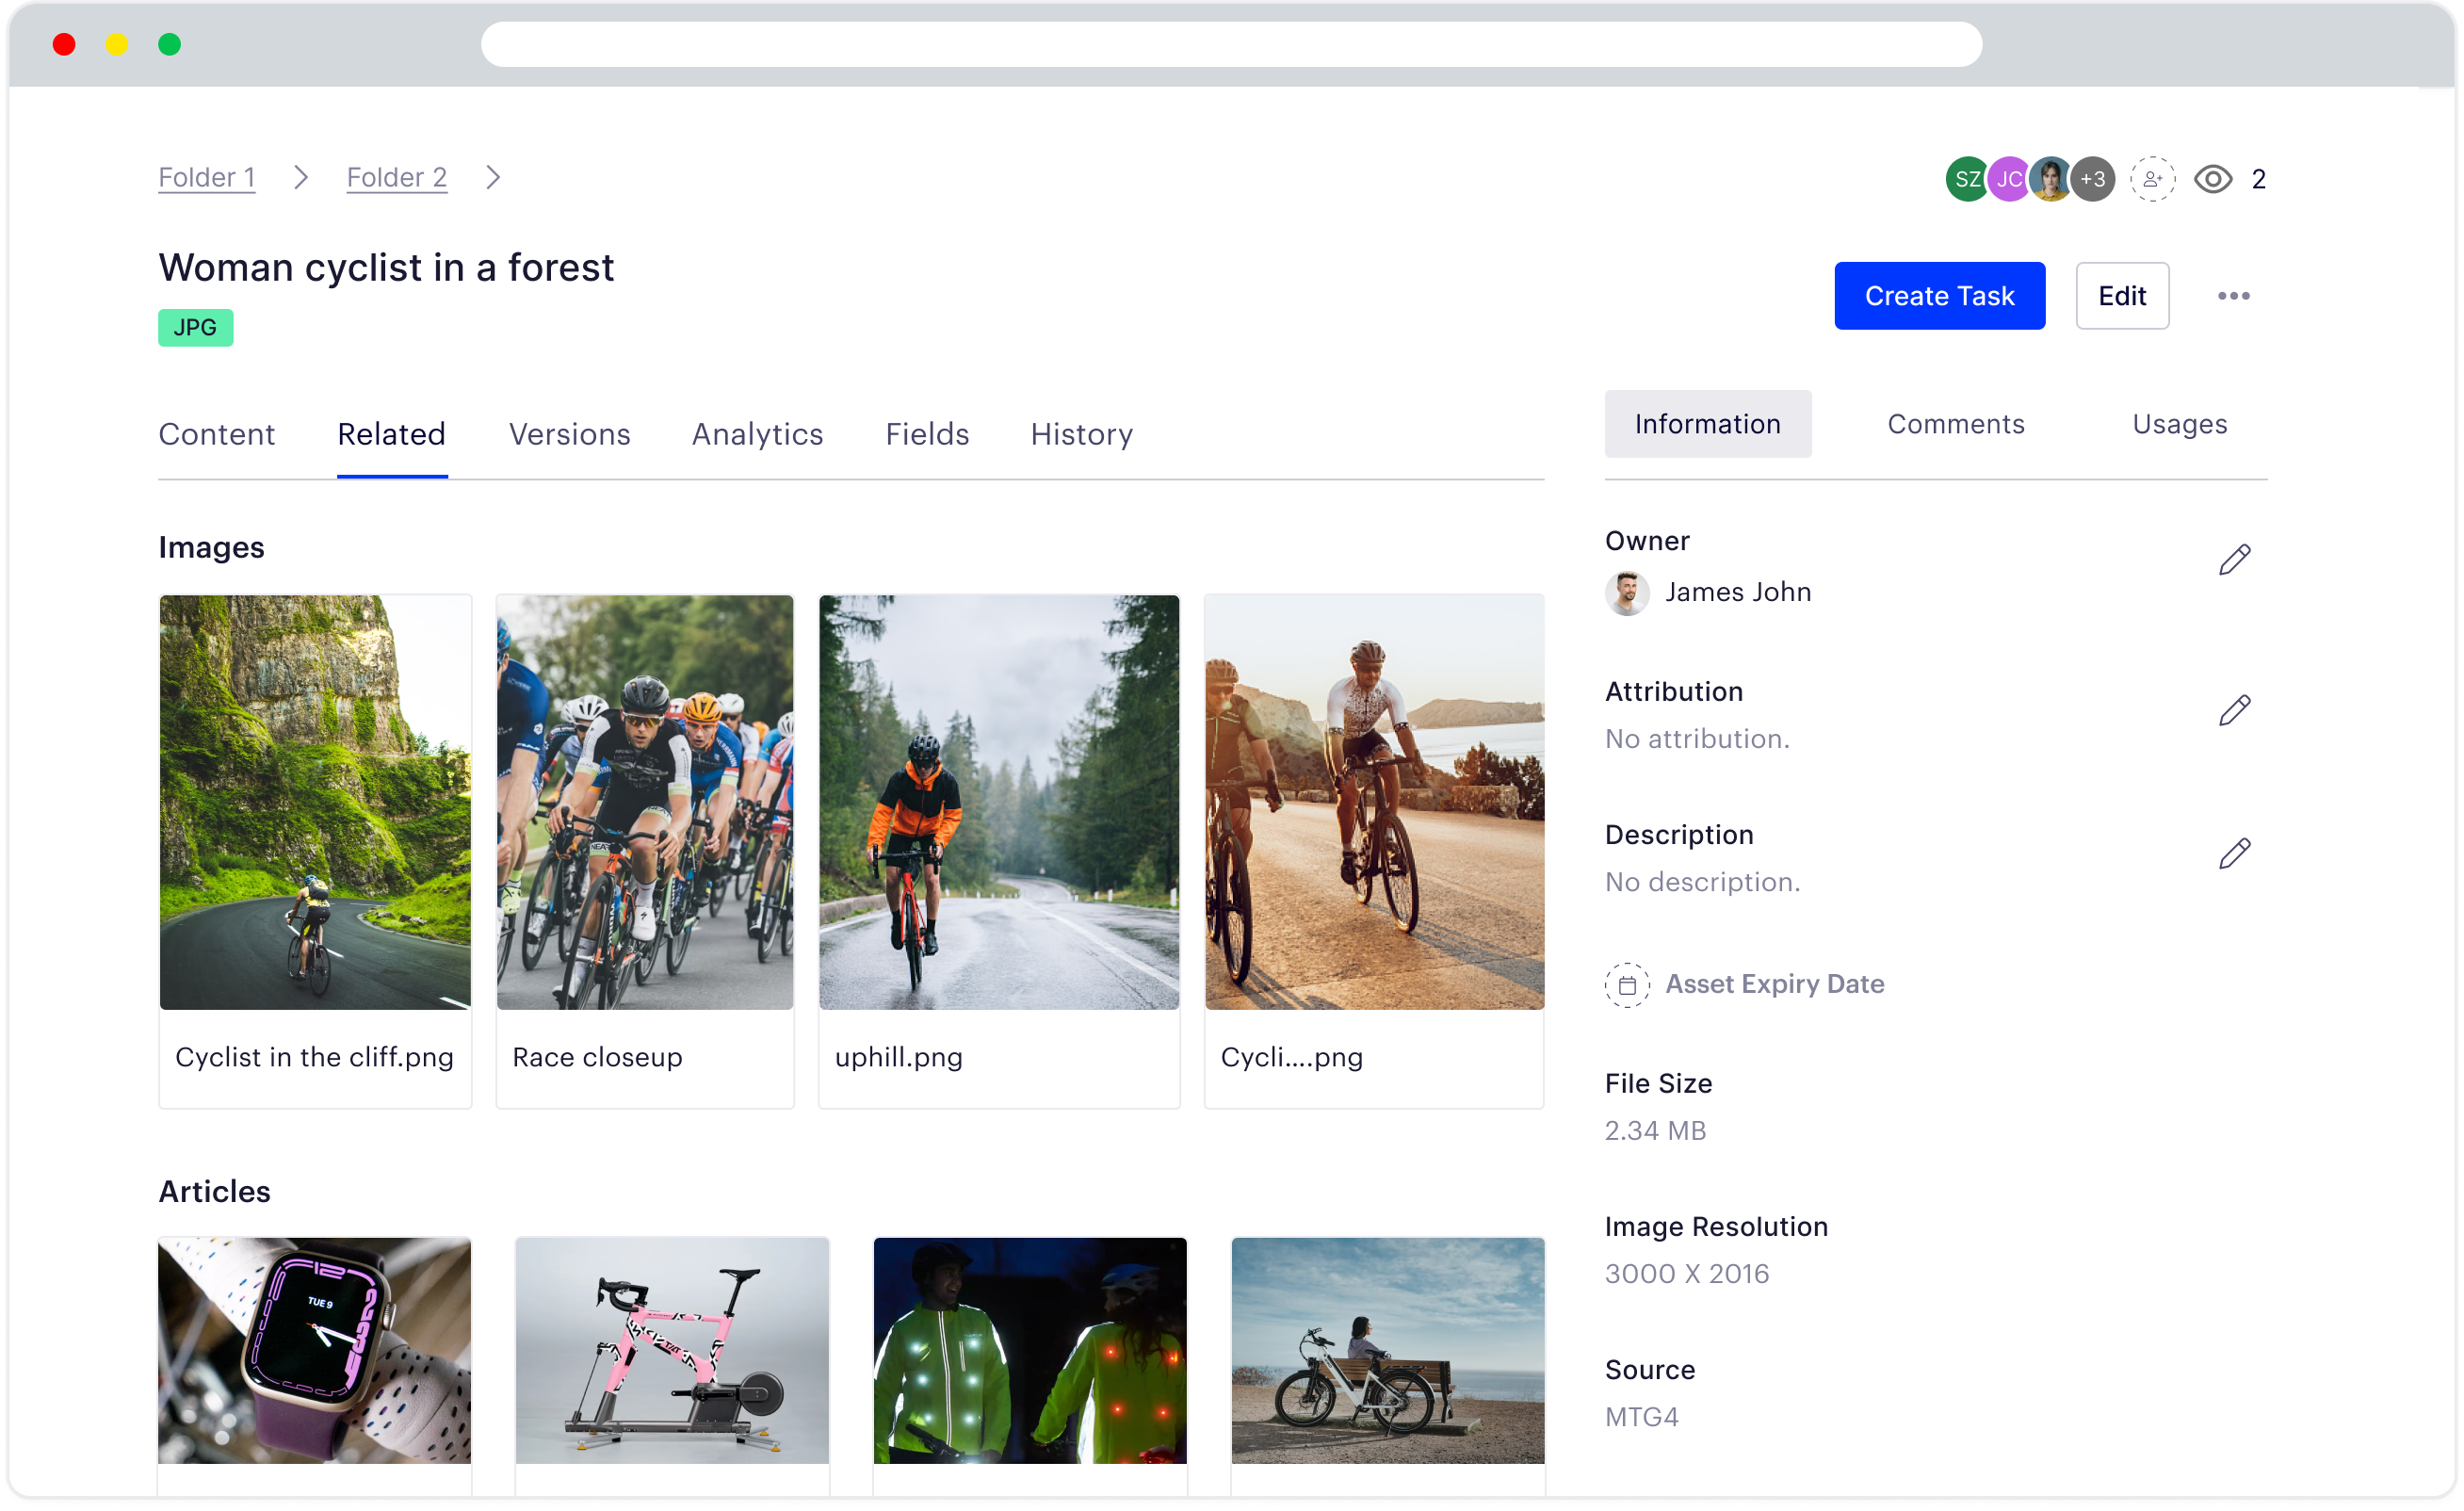 Folder 1 > Folder 2 >
SZ JC +3 2
Woman cyclist in a forest
JPG
Create Task Edit
Content Related Versions Analytics Fields History
Information Comments Usages
Images
Cyclist in the cliff.png
Race closeup
uphill.png
Cycli....png
Articles
TUE 9
Owner
James John
Attribution
No attribution.
Description
No description.
Asset Expiry Date
File Size
2.34 MB
Image Resolution
3000 X 2016
Source
MTG4